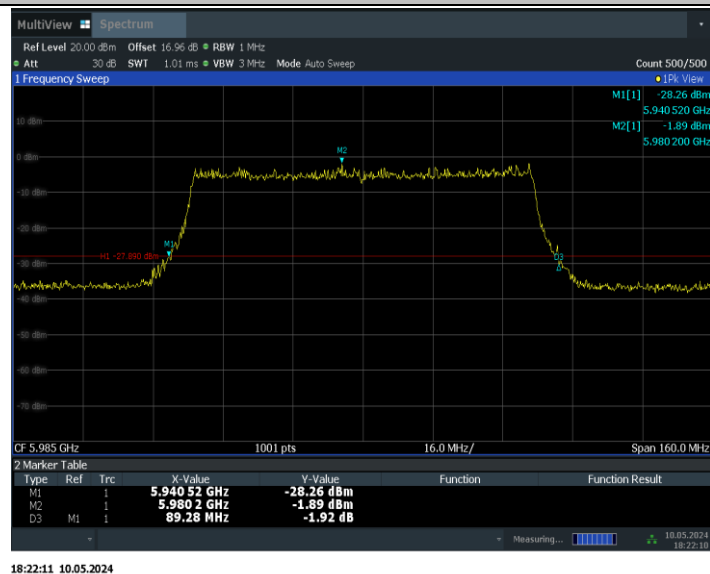 MultiView Spectrum
Ref Level 20.00 dBm Offset 16.96 dB RBW 1 MHz
Att 30 dB SWT 1.01 ms VBW 3 MHz Mode Auto Sweep Count 500/500
1 Frequency Sweep 1Pk View
M1[1] -28.26 dBm
5.940 520 GHz
10 dBm M2[1] -1.89 dBm
5.980 200 GHz
M2
0 dBm
-10 dBm
-20 dBm
M1
H1 -27.890 dBm D3
-30 dBm
-40 dBm
-50 dBm
-60 dBm
-70 dBm
CF 5.985 GHz 1001 pts 16.0 MHz/ Span 160.0 MHz
2 Marker Table
Type Ref Trc X-Value Y-Value Function Function Result
M1 1 5.940 52 GHz -28.26 dBm
M2 1 5.980 2 GHz -1.89 dBm
D3 M1 1 89.28 MHz -1.92 dB
Measuring... 10.05.2024
18:22:10
18:22:11 10.05.2024